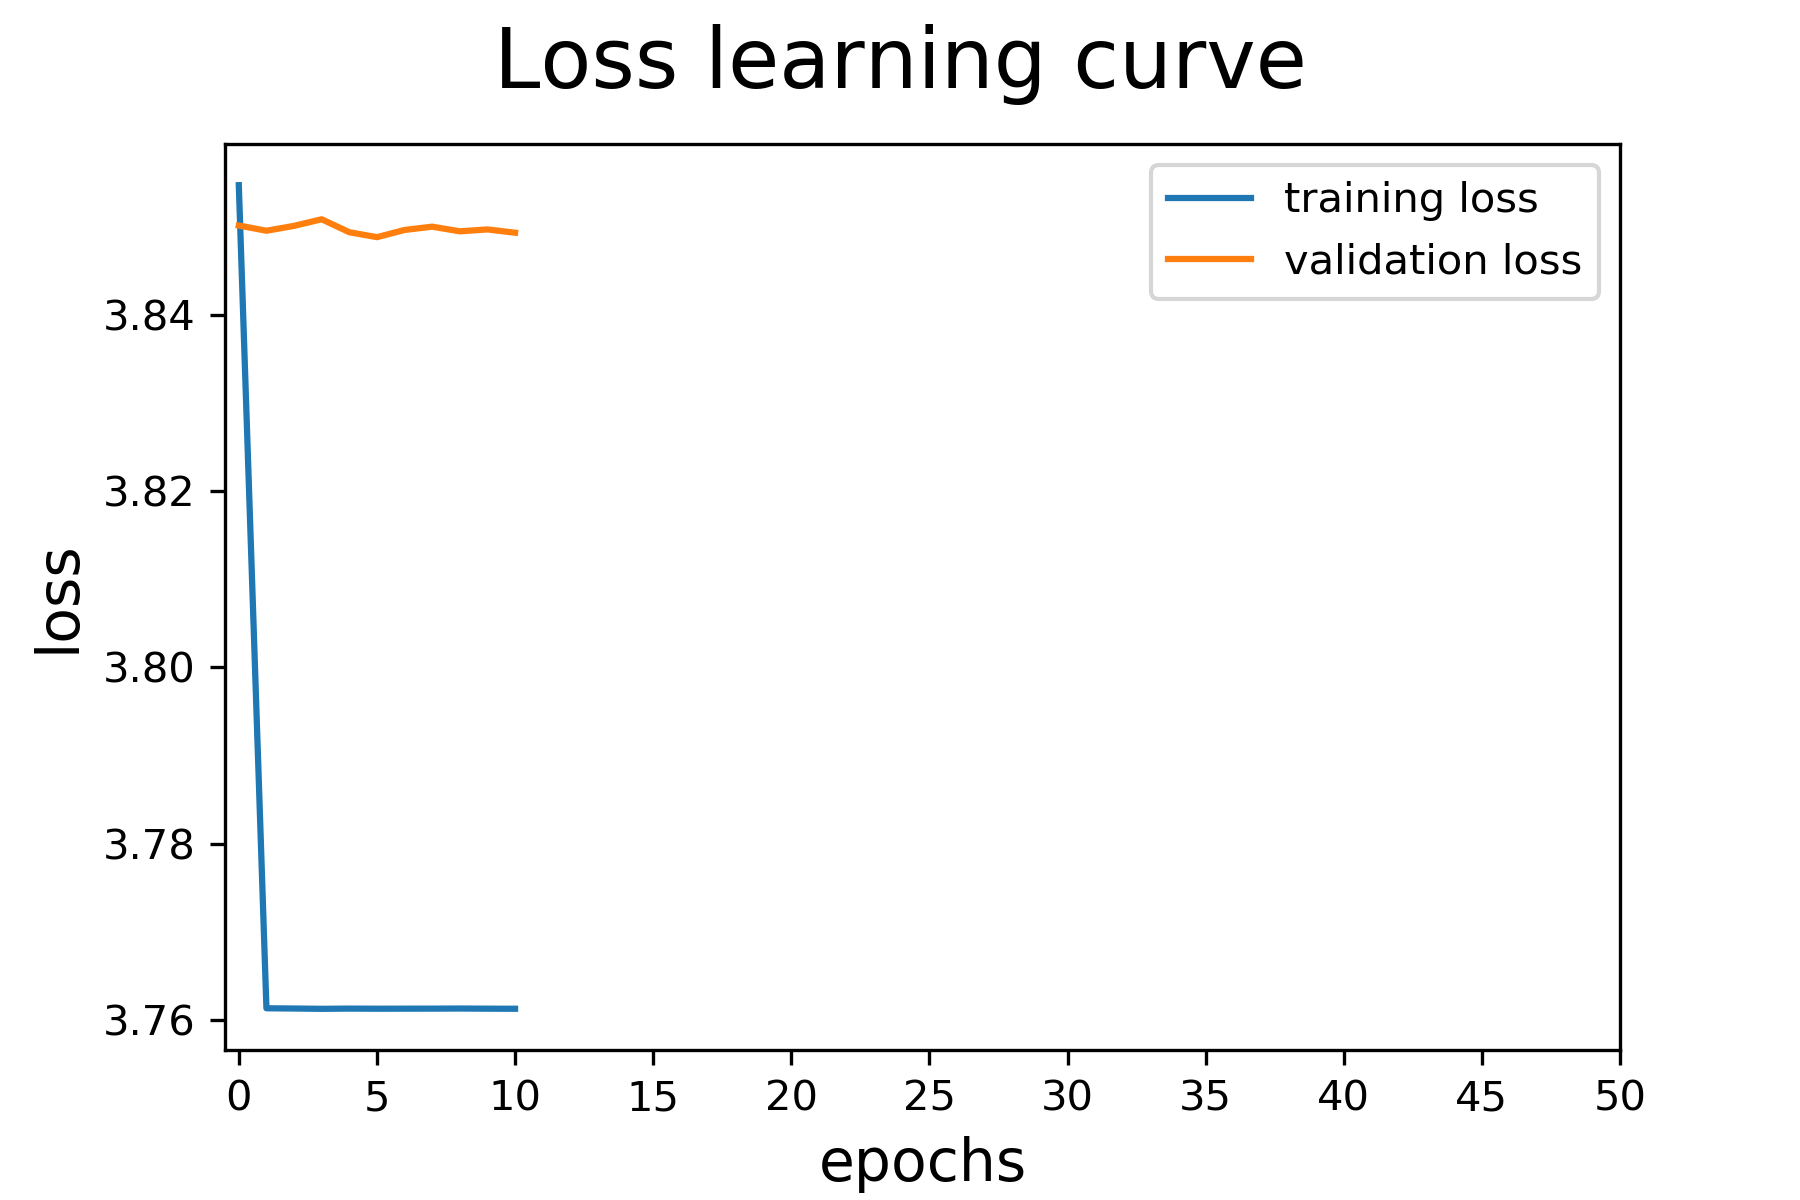 Loss learning curve
training loss
validation loss
3.84
3.82
3.80
3.78
3.76
loss
0 5 10 15 20 25 30 35 40 45 50
epochs